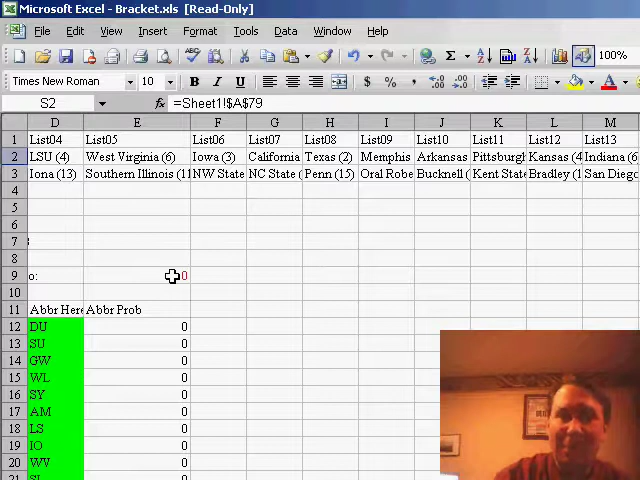 Microsoft Excel - Bracket.xls [Read-Only]
File Edit View Insert Format Tools Data Window Help
100%
Times New Roman 10 B I U $ % ,
S2 fx =Sheet1!$A$79
D E F G H I J K L M
1 List04 List05 List06 List07 List08 List09 List10 List11 List12 List13
2 LSU (4) West Virginia (6) Iowa (3) California Texas (2) Memphis Arkansas Pittsburgh Kansas (4 Indiana (6
3 Iona (13) Southern Illinois (11 NW State NC State ( Penn (15) Oral Robe Bucknell ( Kent State Bradley (1 San Diego
4
5
6
7
8
9 o: 0
10
11 Abbr Here Abbr Prob
12 DU 0
13 SU 0
14 GW 0
15 WL 0
16 SY 0
17 AM 0
18 LS 0
19 IO 0
20 WV 0
21 SI 0